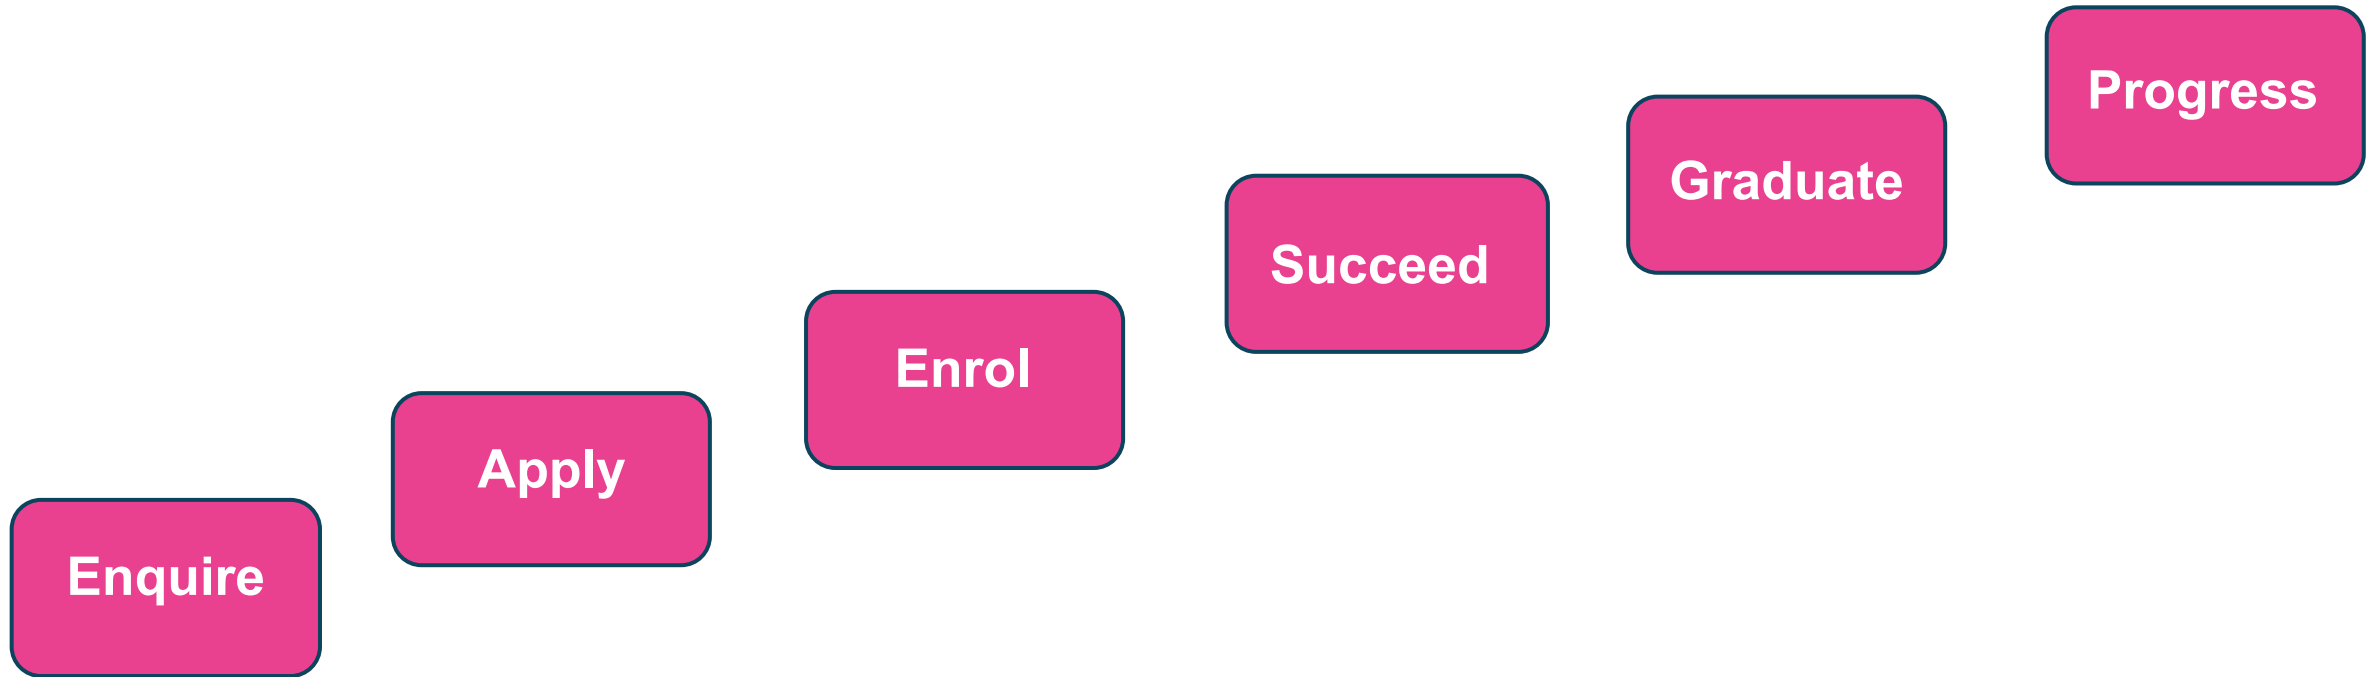 Enquire
Apply
Enrol
Succeed
Graduate
Progress